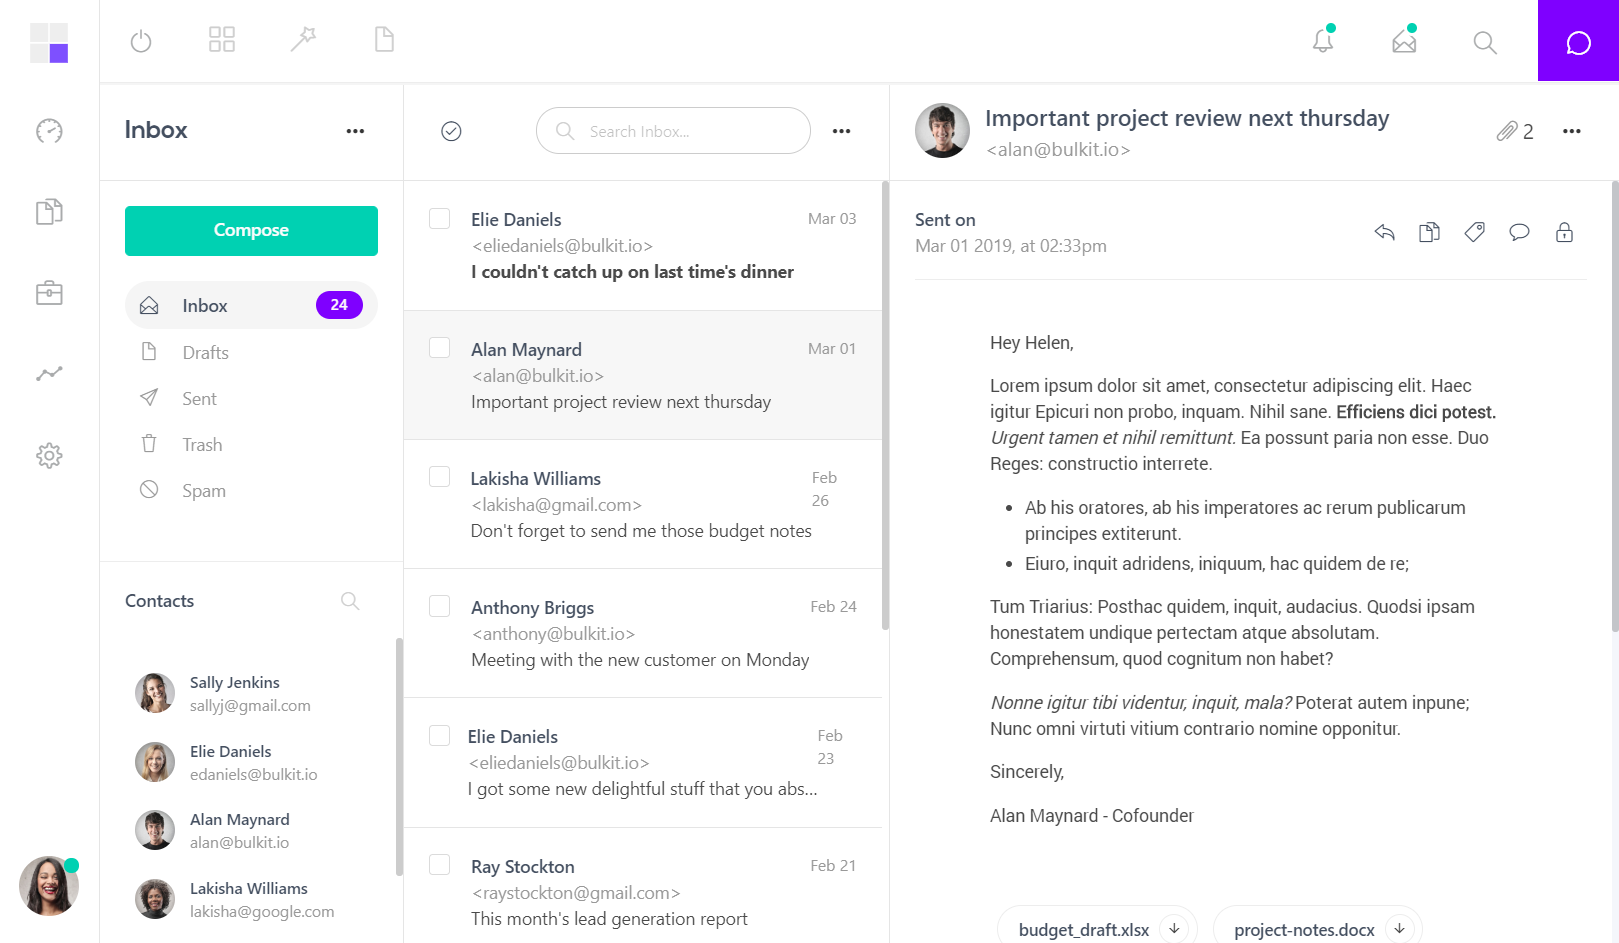 Inbox
Compose
Inbox 24
Drafts
Sent
Trash
Spam
Contacts
Sally Jenkins
sallyj@gmail.com
Elie Daniels
edaniels@bulkit.io
Alan Maynard
alan@bulkit.io
Lakisha Williams
lakisha@google.com
Search Inbox...
Elie Daniels Mar 03
<eliedaniels@bulkit.io>
I couldn't catch up on last time's dinner
Alan Maynard Mar 01
<alan@bulkit.io>
Important project review next thursday
Lakisha Williams Feb
26
<lakisha@gmail.com>
Don't forget to send me those budget notes
Anthony Briggs Feb 24
<anthony@bulkit.io>
Meeting with the new customer on Monday
Elie Daniels Feb
23
<eliedaniels@bulkit.io>
I got some new delightful stuff that you abs...
Ray Stockton Feb 21
<raystockton@gmail.com>
This month's lead generation report
Important project review next thursday
<alan@bulkit.io>
2
Sent on
Mar 01 2019, at 02:33pm
Hey Helen,
Lorem ipsum dolor sit amet, consectetur adipiscing elit. Haec
igitur Epicuri non probo, inquam. Nihil sane. Efficiens dici potest.
Urgent tamen et nihil remittunt. Ea possunt paria non esse. Duo
Reges: constructio interrete.
• Ab his oratores, ab his imperatores ac rerum publicarum
principes extiterunt.
• Eiuro, inquit adridens, iniquum, hac quidem de re;
Tum Triarius: Posthac quidem, inquit, audacius. Quodsi ipsam
honestatem undique pertectam atque absolutam.
Comprehensum, quod cognitum non habet?
Nonne igitur tibi videntur, inquit, mala? Poterat autem inpune;
Nunc omni virtuti vitium contrario nomine opponitur.
Sincerely,
Alan Maynard - Cofounder
budget_draft.xlsx
project-notes.docx